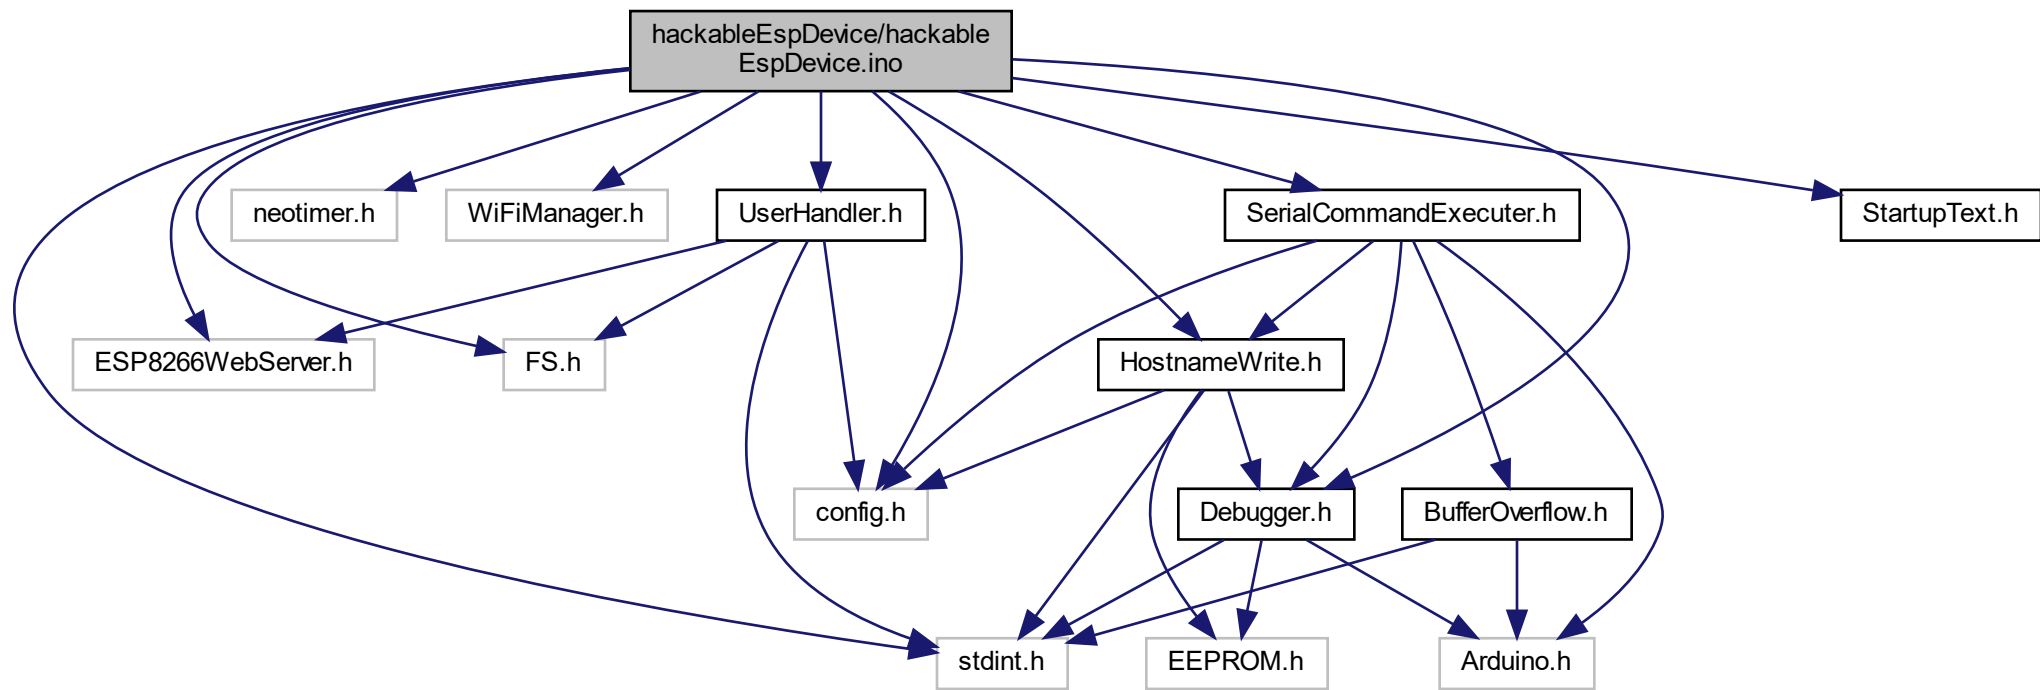 hackableEspDevice/hackable
EspDevice.ino
neotimer.h
WiFiManager.h
UserHandler.h
SerialCommandExecuter.h
StartupText.h
ESP8266WebServer.h
FS.h
HostnameWrite.h
config.h
Debugger.h
BufferOverflow.h
stdint.h
EEPROM.h
Arduino.h